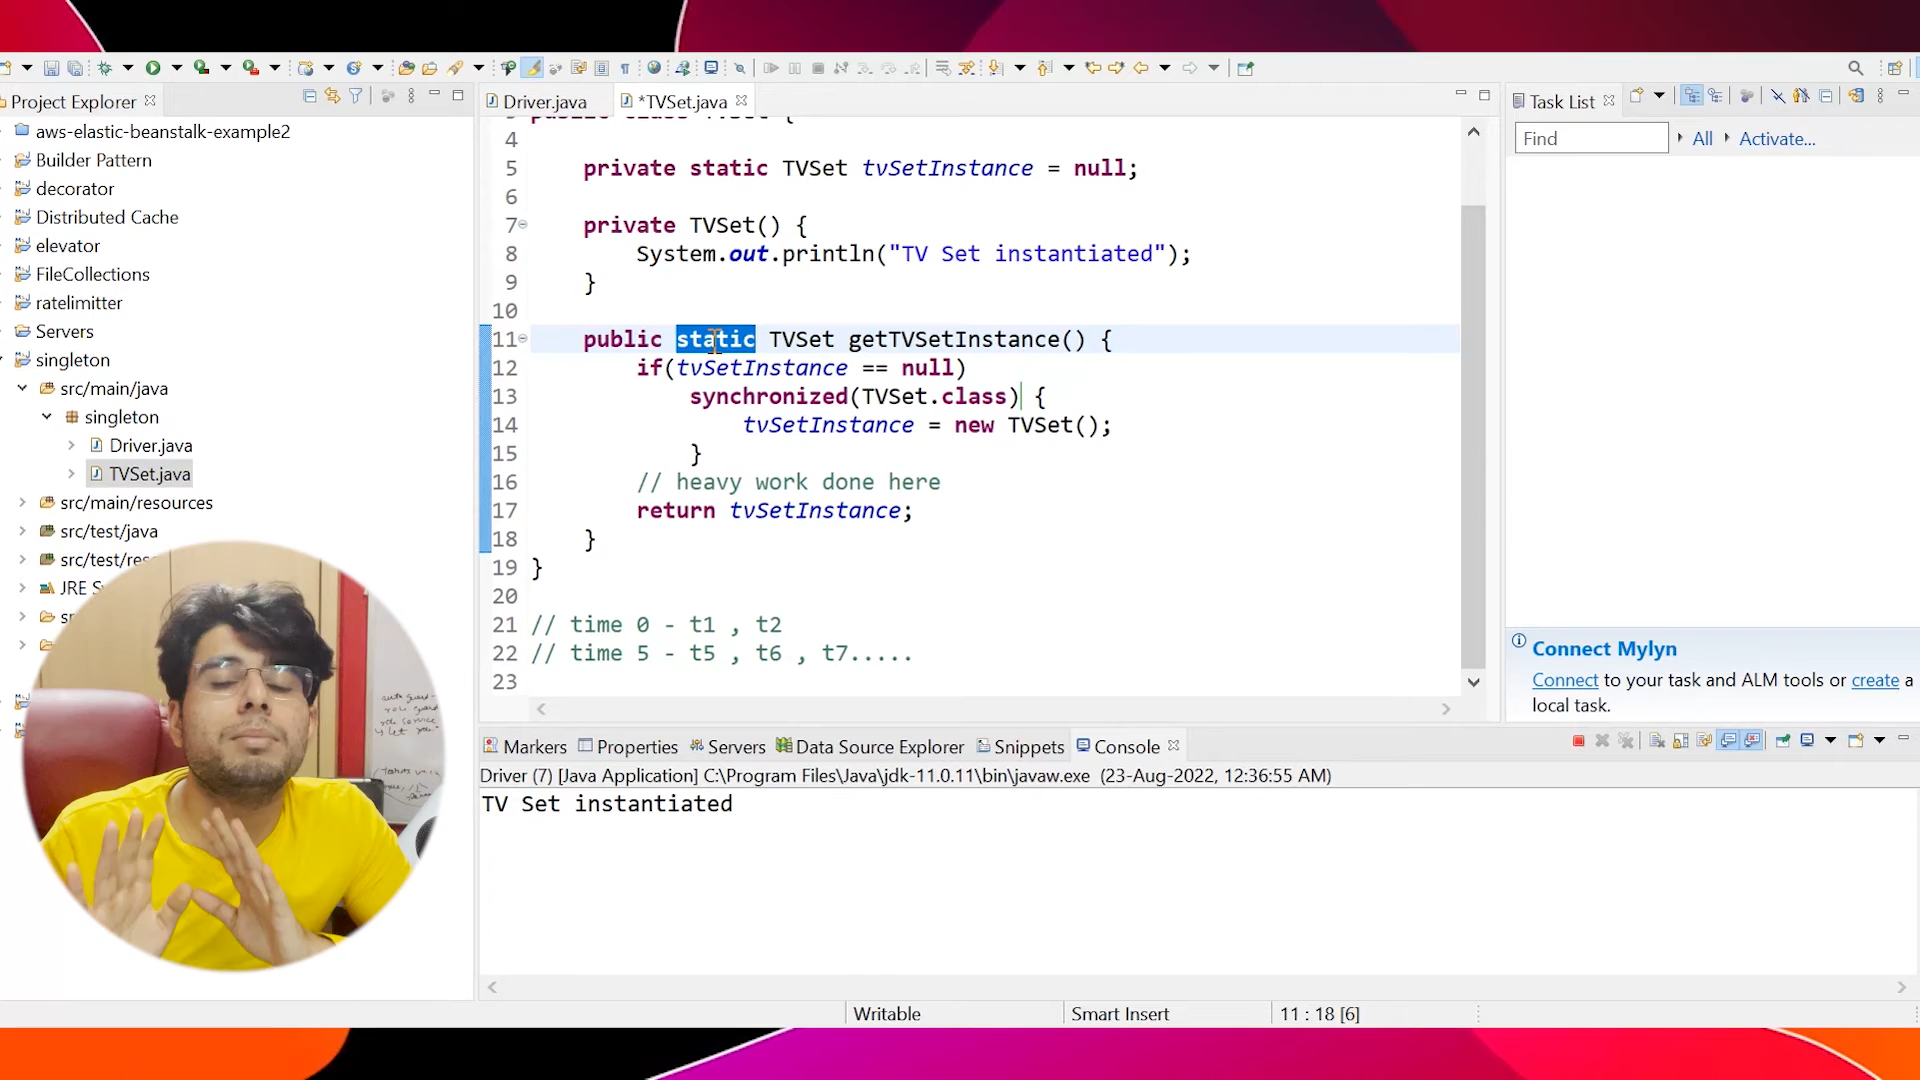 Project Explorer
Driver.java
*TVSet.java
Task List
aws-elastic-beanstalk-example2
Builder Pattern
decorator
Distributed Cache
elevator
FileCollections
ratelimitter
Servers
singleton
src/main/java
singleton
Driver.java
TVSet.java
src/main/resources
src/test/java
src/test/res
JRE Sy
4
5 private static TVSet tvSetInstance = null;
6
7 private TVSet() {
8 System.out.println("TV Set instantiated");
9 }
10
11 public static TVSet getTVSetInstance() {
12 if(tvSetInstance == null)
13 synchronized(TVSet.class) {
14 tvSetInstance = new TVSet();
15 }
16 // heavy work done here
17 return tvSetInstance;
18 }
19 }
20
21 // time 0 - t1 , t2
22 // time 5 - t5 , t6 , t7.....
23
Find
All
Activate...
Connect Mylyn
Connect to your task and ALM tools or create a
local task.
Markers Properties Servers Data Source Explorer Snippets Console
Driver (7) [Java Application] C:\Program Files\Java\jdk-11.0.11\bin\javaw.exe (23-Aug-2022, 12:36:55 AM)
TV Set instantiated
Writable Smart Insert 11 : 18 [6]